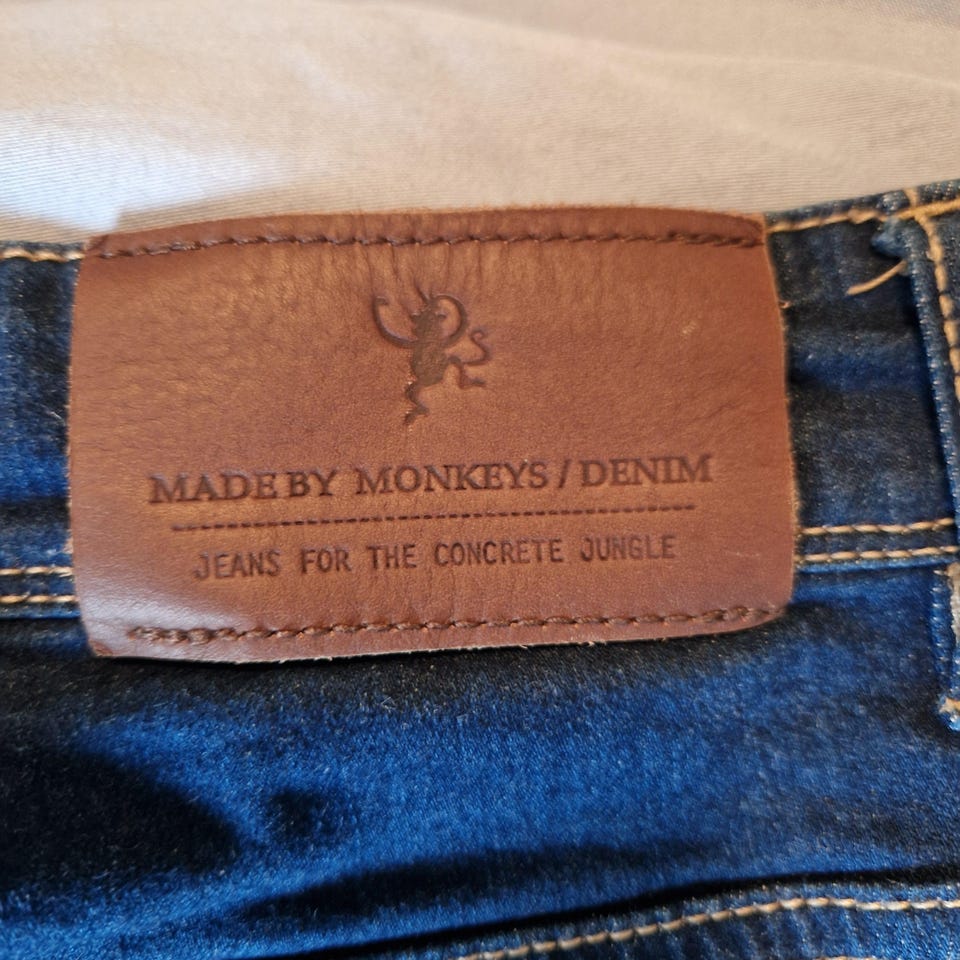 MADE BY MONKEYS / DENIM
JEANS FOR THE CONCRETE JUNGLE